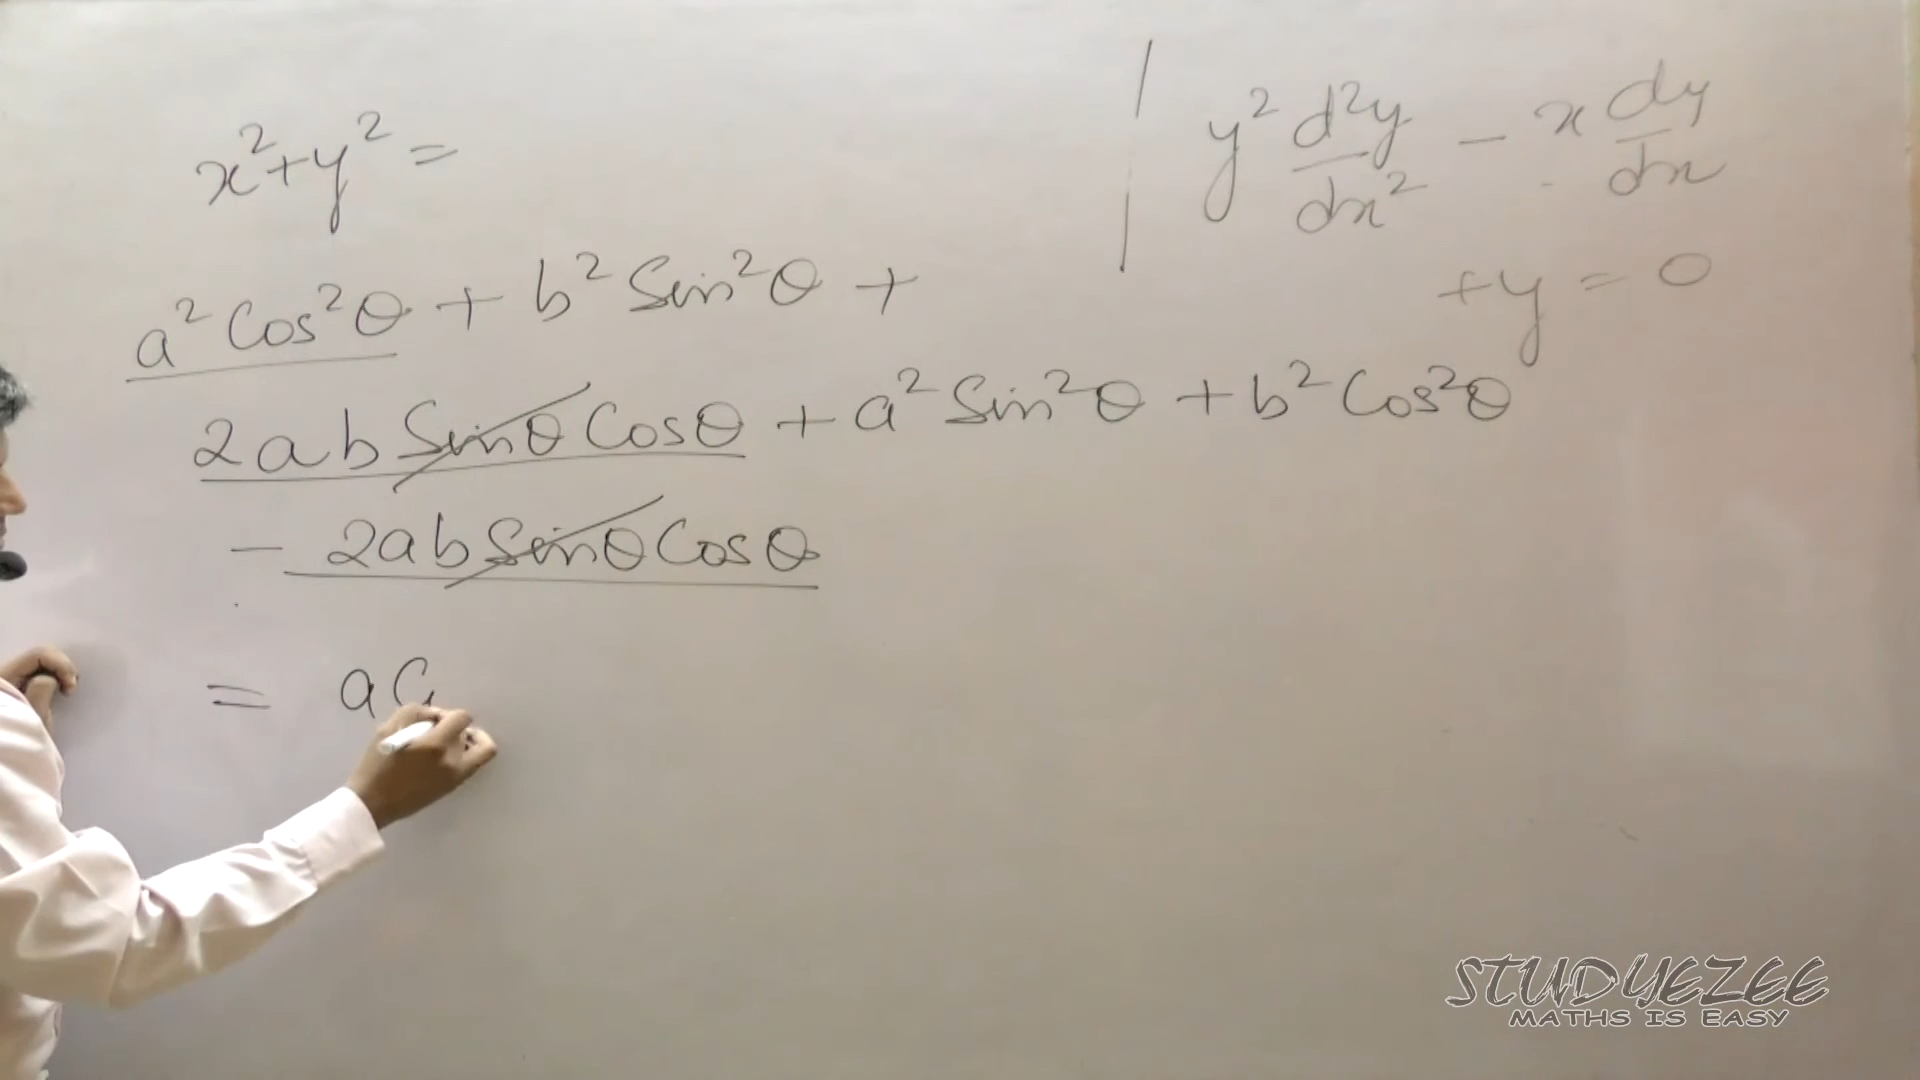 x²+y² =
a² Cos²θ + b² Sin²θ +
2ab Sinθ Cosθ + a² Sin²θ + b² Cos²θ
- 2ab Sinθ Cosθ
= a
y² d²y/dx² - x dy/dx
+y = 0
STUDYEZEE
MATHS IS EASY